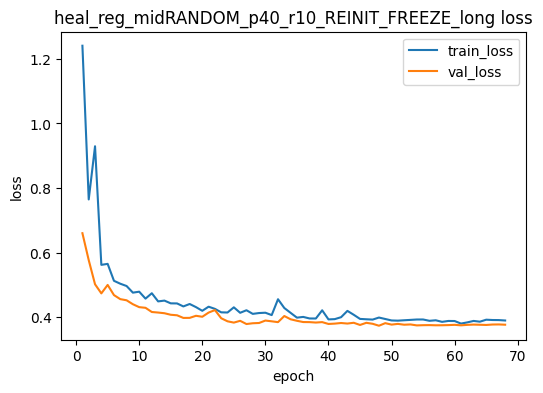 heal_reg_midRANDOM_p40_r10_REINIT_FREEZE_long loss
train_loss
val_loss
1.2
1.0
0.8
0.6
0.4
loss
0 10 20 30 40 50 60 70
epoch